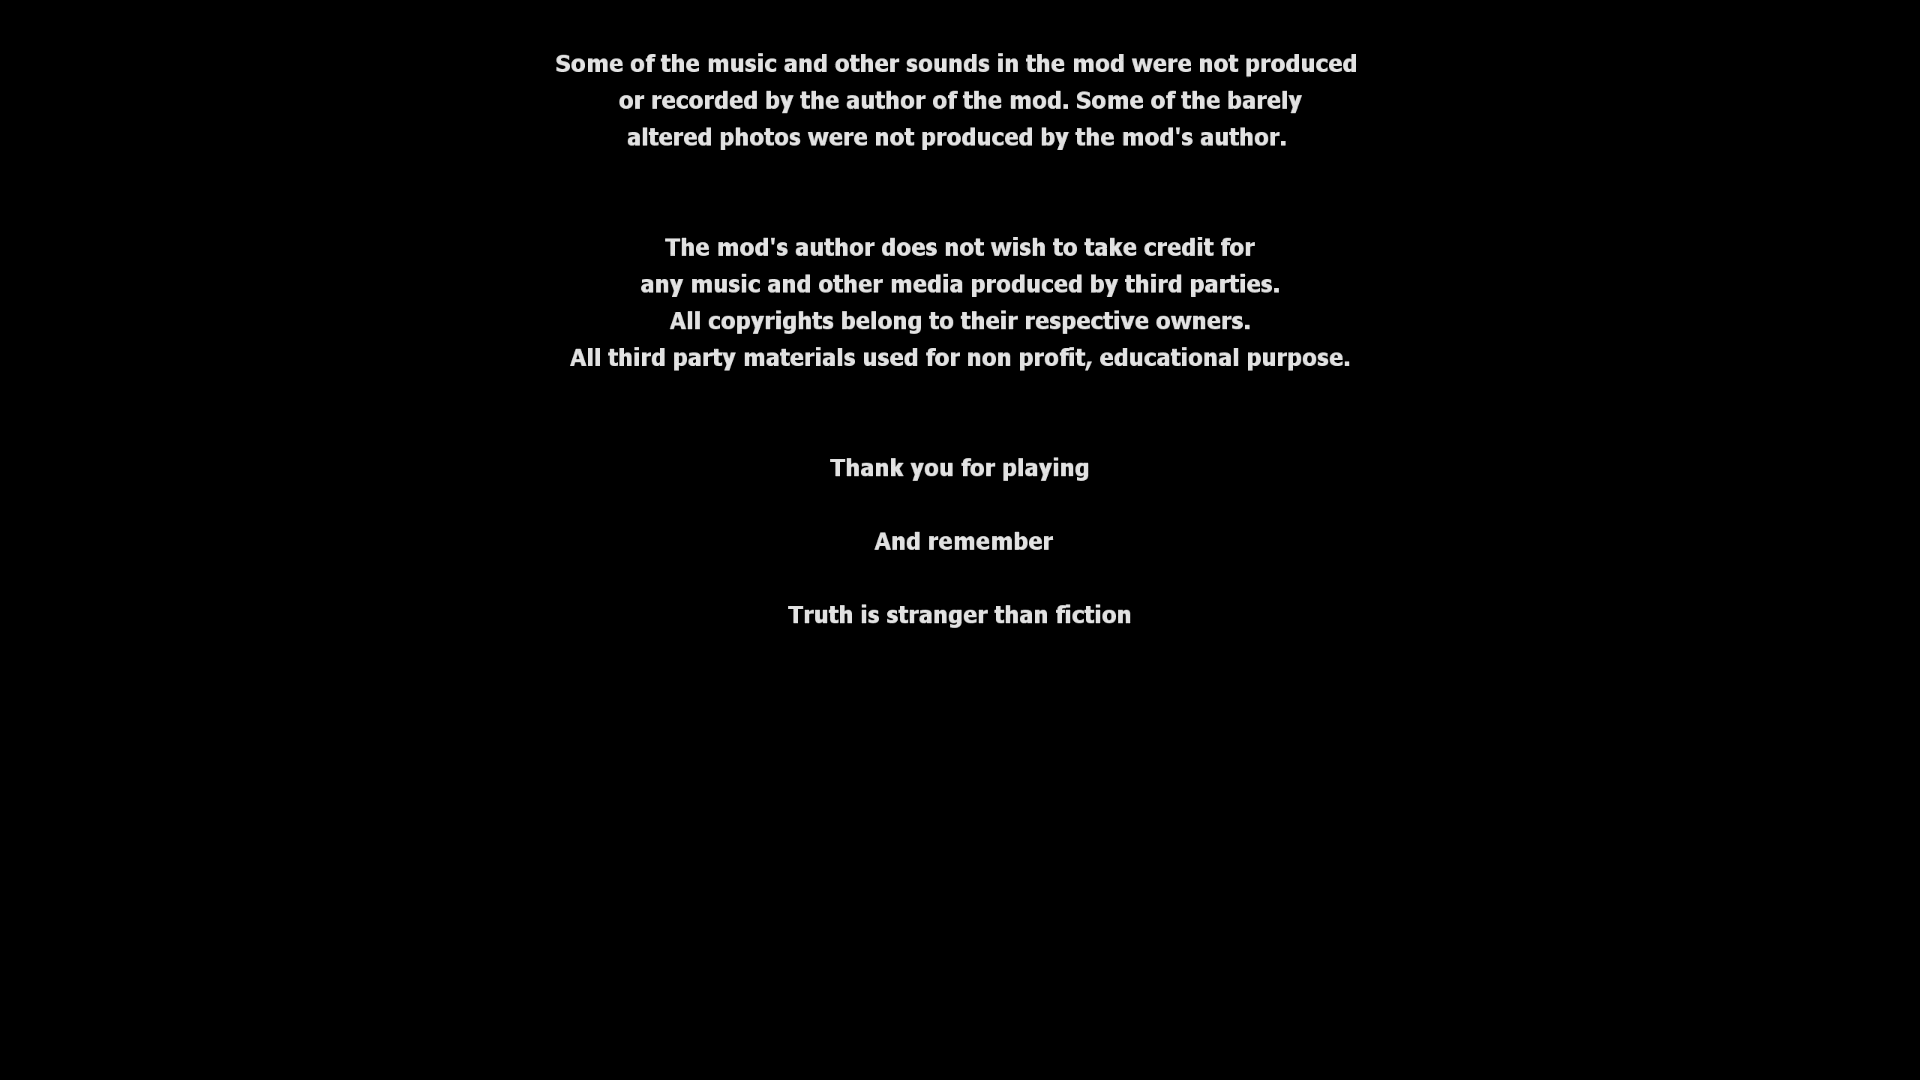 Some of the music and other sounds in the mod were not produced
or recorded by the author of the mod. Some of the barely
altered photos were not produced by the mod's author.
The mod's author does not wish to take credit for
any music and other media produced by third parties.
All copyrights belong to their respective owners.
All third party materials used for non profit, educational purpose.
Thank you for playing
And remember
Truth is stranger than fiction